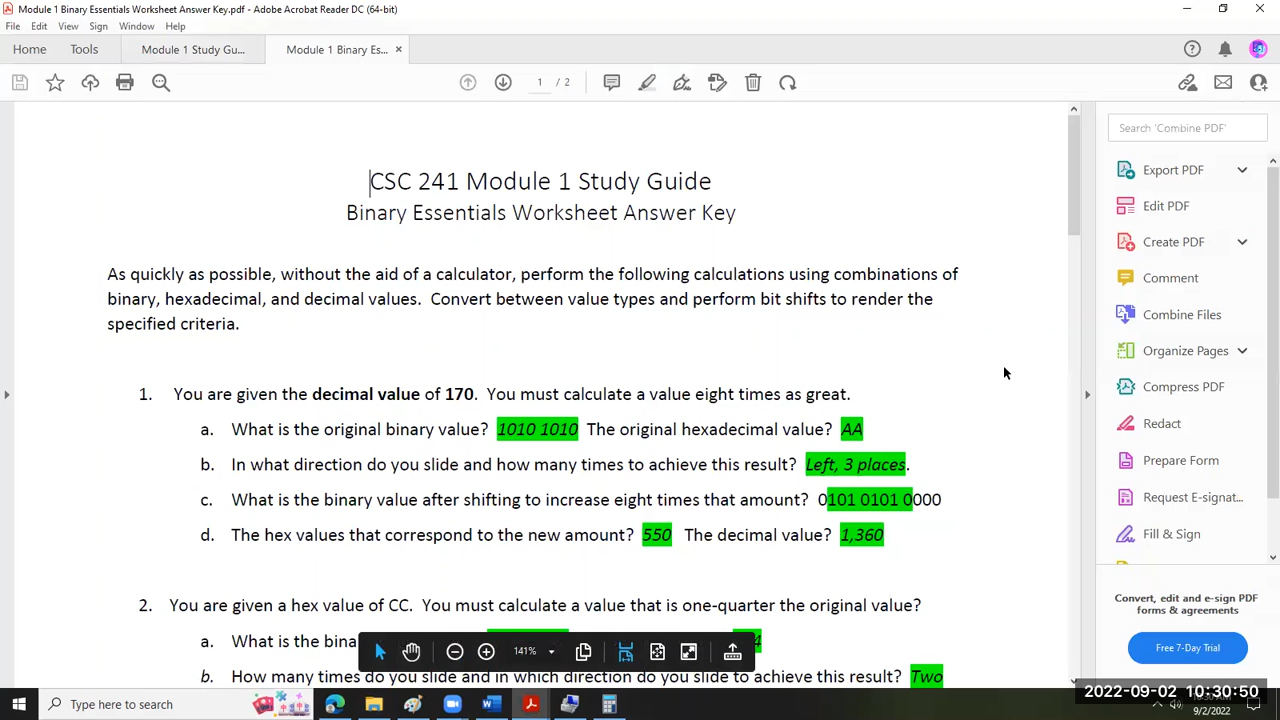 Module 1 Binary Essentials Worksheet Answer Key.pdf - Adobe Acrobat Reader DC (64-bit)
File Edit View Sign Window Help
Home Tools Module 1 Study Gu... Module 1 Binary Es... ×
1 / 2
Search 'Combine PDF'
Export PDF
Edit PDF
Create PDF
Comment
Combine Files
Organize Pages
Compress PDF
Redact
Prepare Form
Request E-signat...
Fill & Sign
Convert, edit and e-sign PDF
forms & agreements
Free 7-Day Trial
CSC 241 Module 1 Study Guide
Binary Essentials Worksheet Answer Key
As quickly as possible, without the aid of a calculator, perform the following calculations using combinations of
binary, hexadecimal, and decimal values. Convert between value types and perform bit shifts to render the
specified criteria.
1. You are given the decimal value of 170. You must calculate a value eight times as great.
a. What is the original binary value? 1010 1010 The original hexadecimal value? AA
b. In what direction do you slide and how many times to achieve this result? Left, 3 places.
c. What is the binary value after shifting to increase eight times that amount? 0101 0101 0000
d. The hex values that correspond to the new amount? 550 The decimal value? 1,360
2. You are given a hex value of CC. You must calculate a value that is one-quarter the original value?
a. What is the bina 4
141%
b. How many times do you slide and in which direction do you slide to achieve this result? Two
Type here to search
2022-09-02 10:30:50
9/2/2022